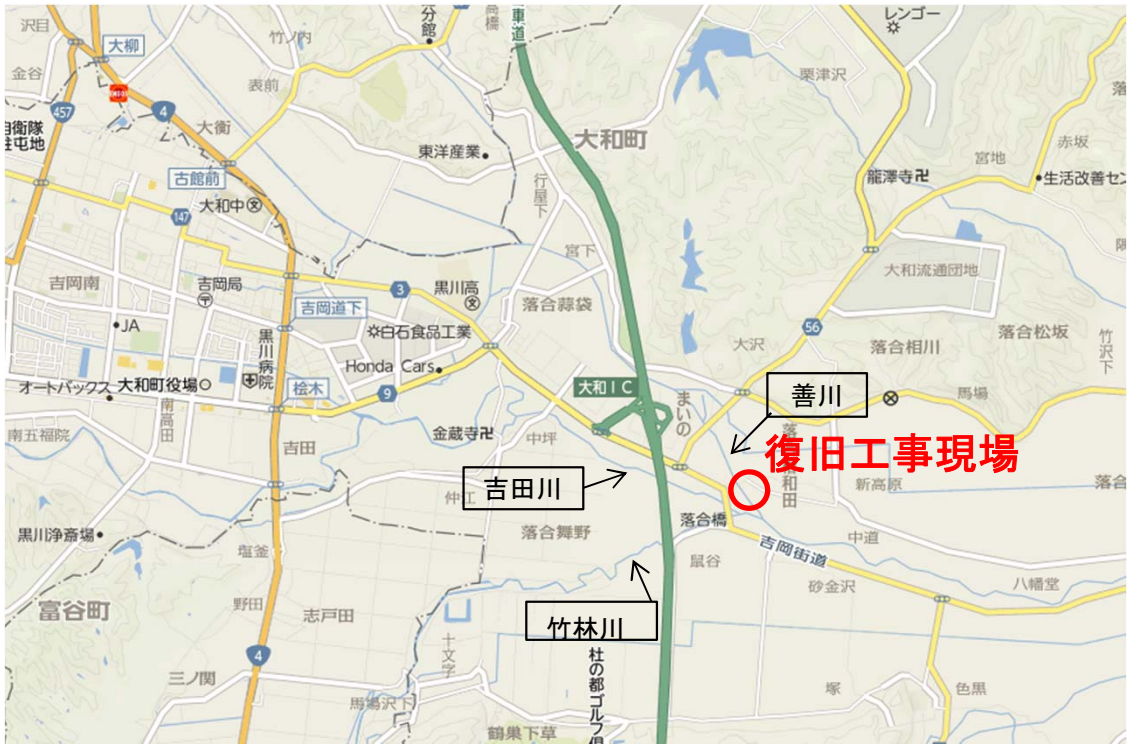 沢目
大柳
竹ノ内
分館
高橋
車道
レンゴー
金谷
表前
栗津沢
457
4
大衡
自衛隊
駐屯地
東洋産業
大和町
赤坂
宮地
古館前
行屋下
龍澤寺卍
生活改善セン
大和中
147
宮下
吉岡南
吉岡局
3
黒川高
大和流通団地
吉岡道下
落合蒜袋
JA
白石食品工業
56
落合松坂
竹沢下
黒川病院
大沢
落合相川
Honda Cars
オートバックス
大和町役場
桧木
9
大和IC
まいの
善川
馬場
南高田
南五福院
吉田
金蔵寺卍
中坪
復旧工事現場
吉田川
仲江
新高原
落合
黒川浄斎場
塩釜
落合舞野
落合橋
吉岡街道
中道
鼠谷
砂金沢
八幡堂
富谷町
野田
志戸田
竹林川
4
十文字
杜の都ゴルフ倶
三ノ関
馬場沢下
塚
色黒
鶴巣下草